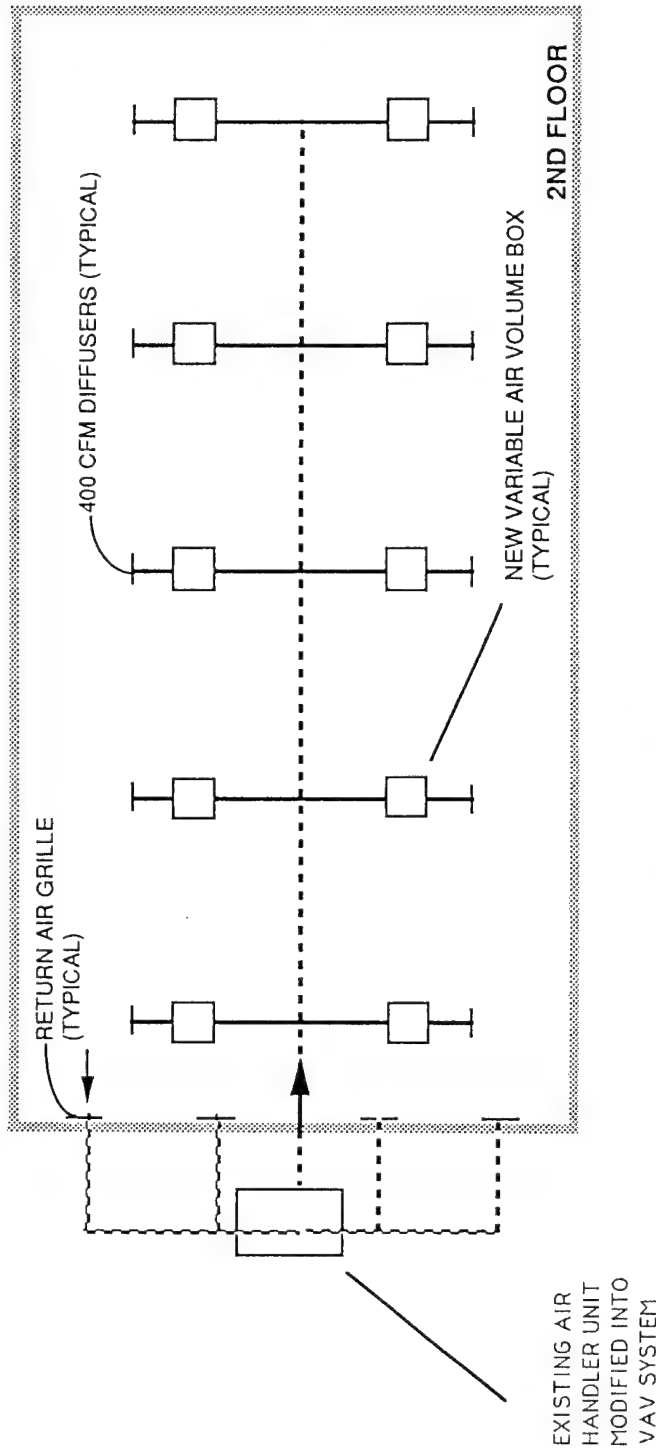 RETURN AIR GRILLE
(TYPICAL)
400 CFM DIFFUSERS (TYPICAL)
2ND FLOOR
NEW VARIABLE AIR VOLUME BOX
(TYPICAL)
EXISTING AIR
HANDLER UNIT
MODIFIED INTO
VAV SYSTEM